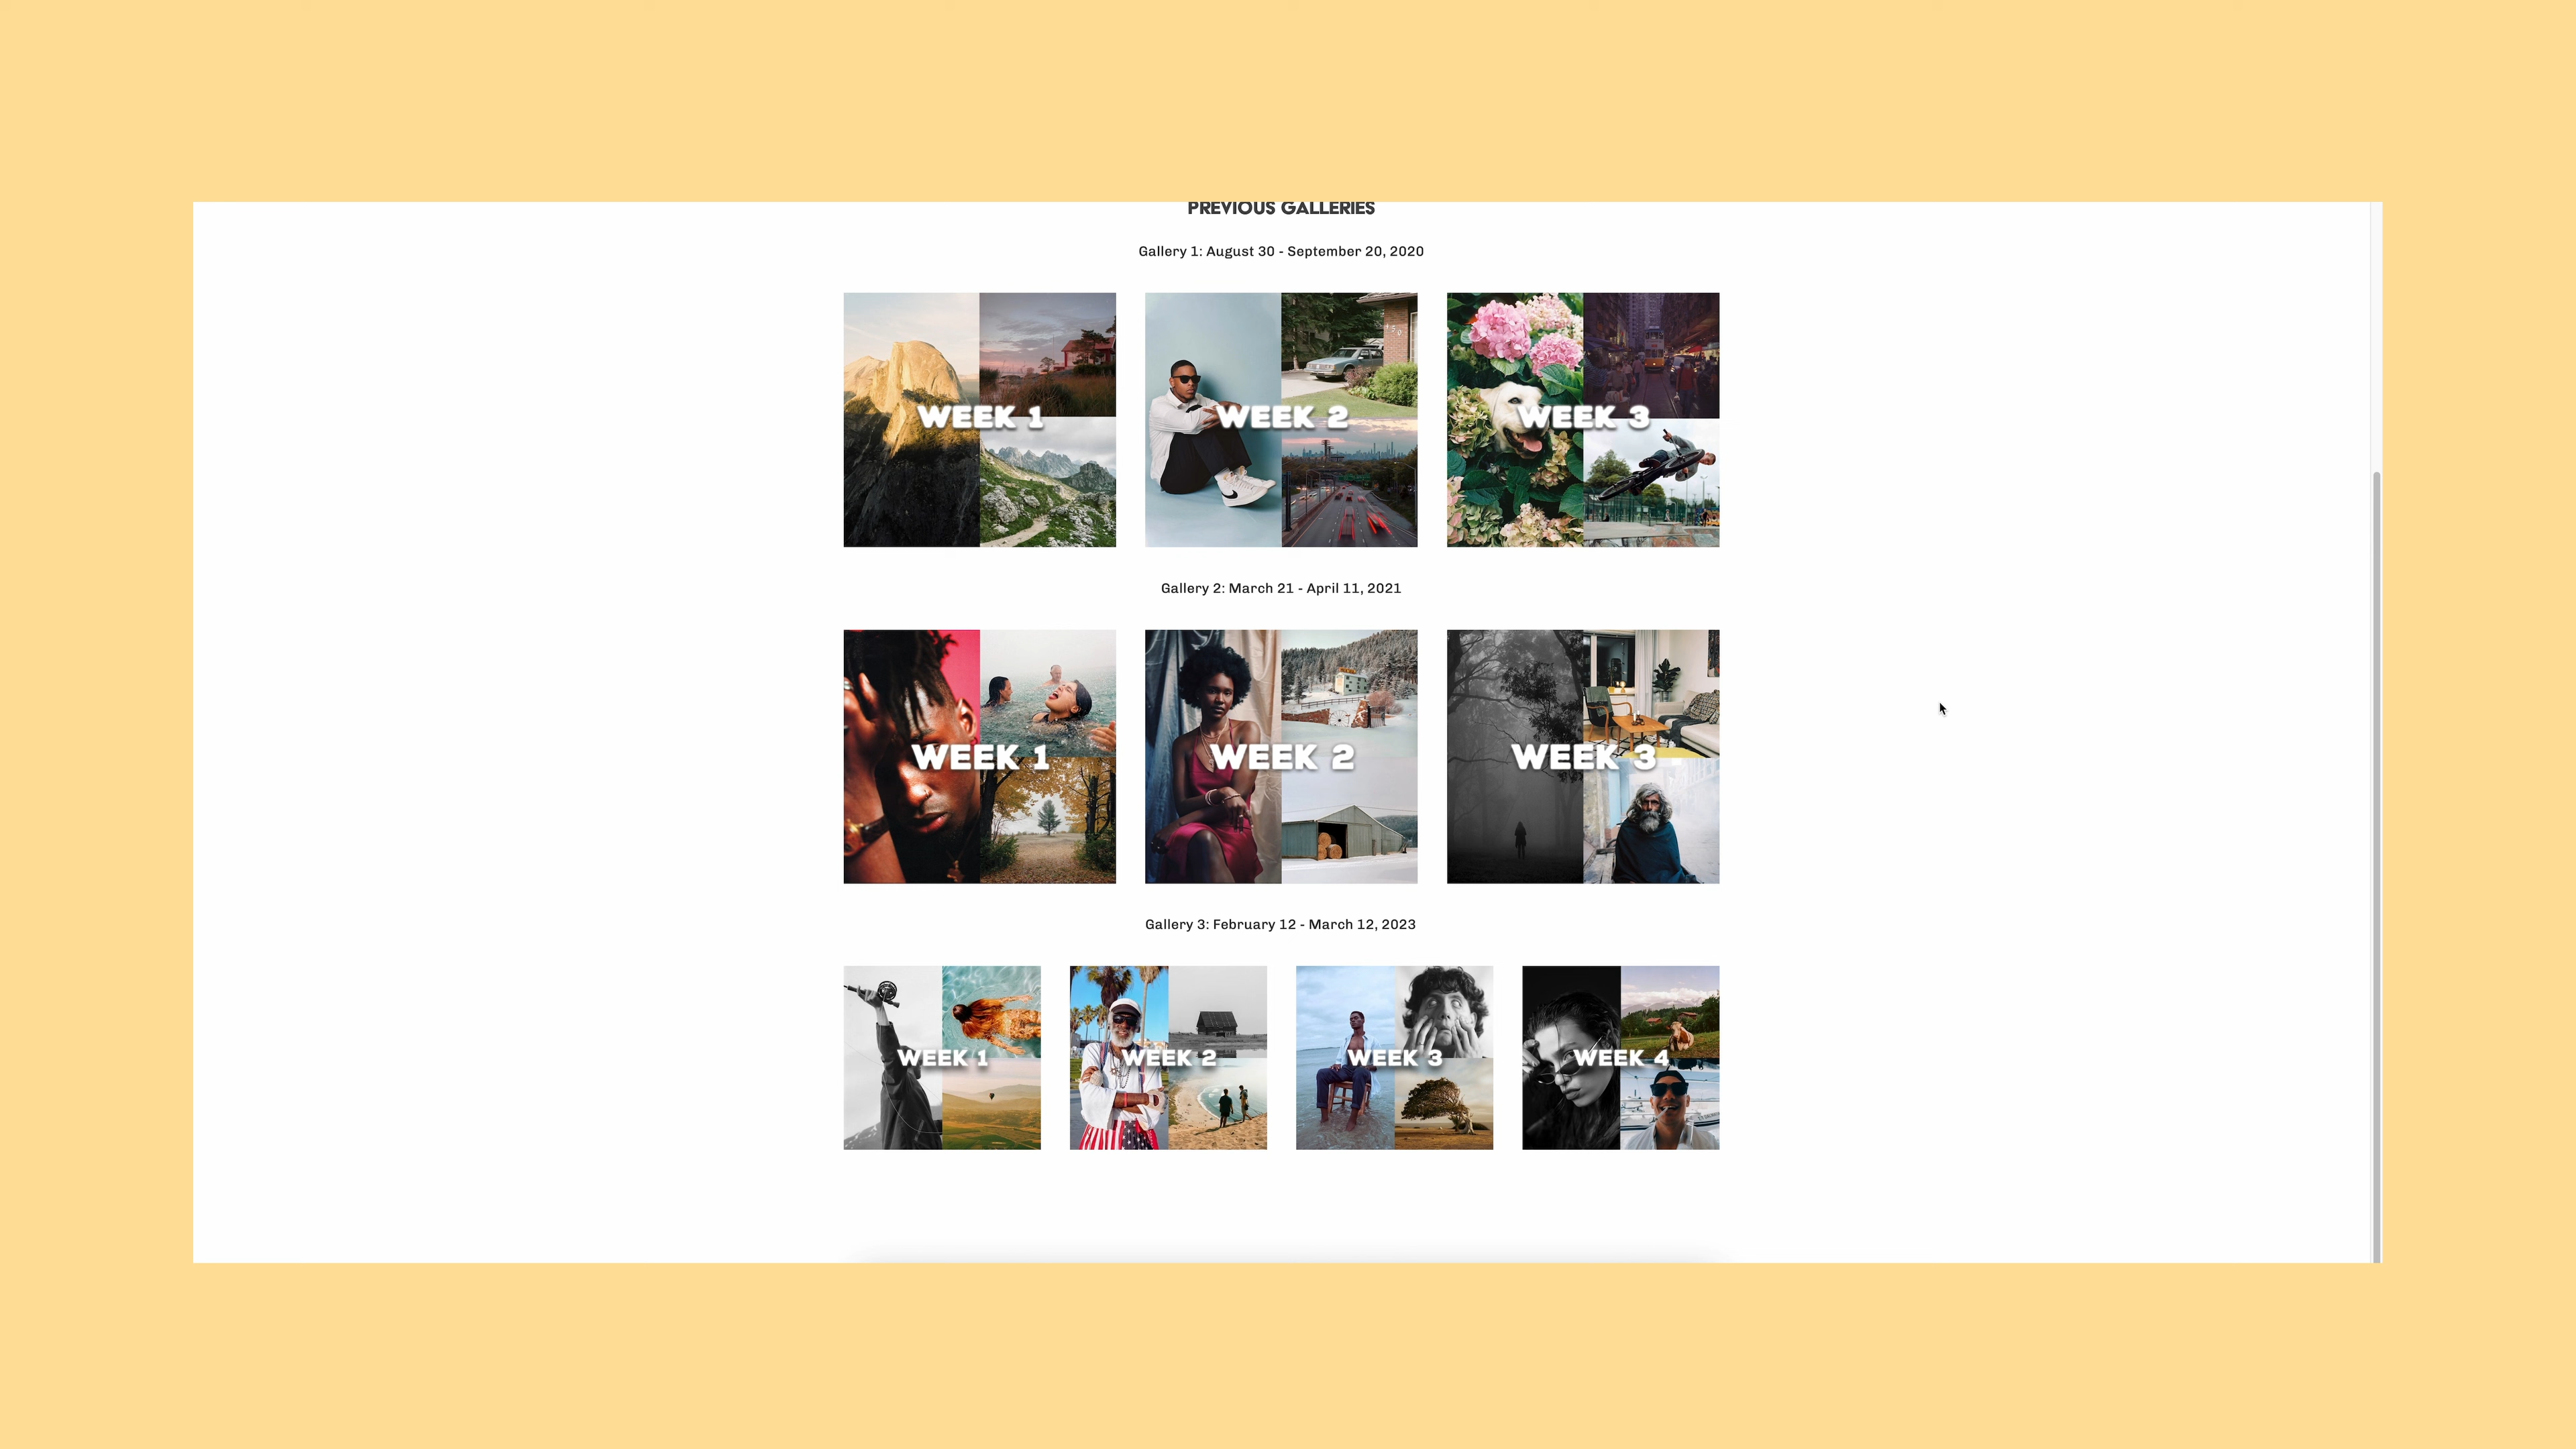 PREVIOUS GALLERIES
Gallery 1: August 30 - September 20, 2020
WEEK 1
WEEK 2
WEEK 3
Gallery 2: March 21 - April 11, 2021
WEEK 1
WEEK 2
WEEK 3
Gallery 3: February 12 - March 12, 2023
WEEK 1
WEEK 2
WEEK 3
WEEK 4